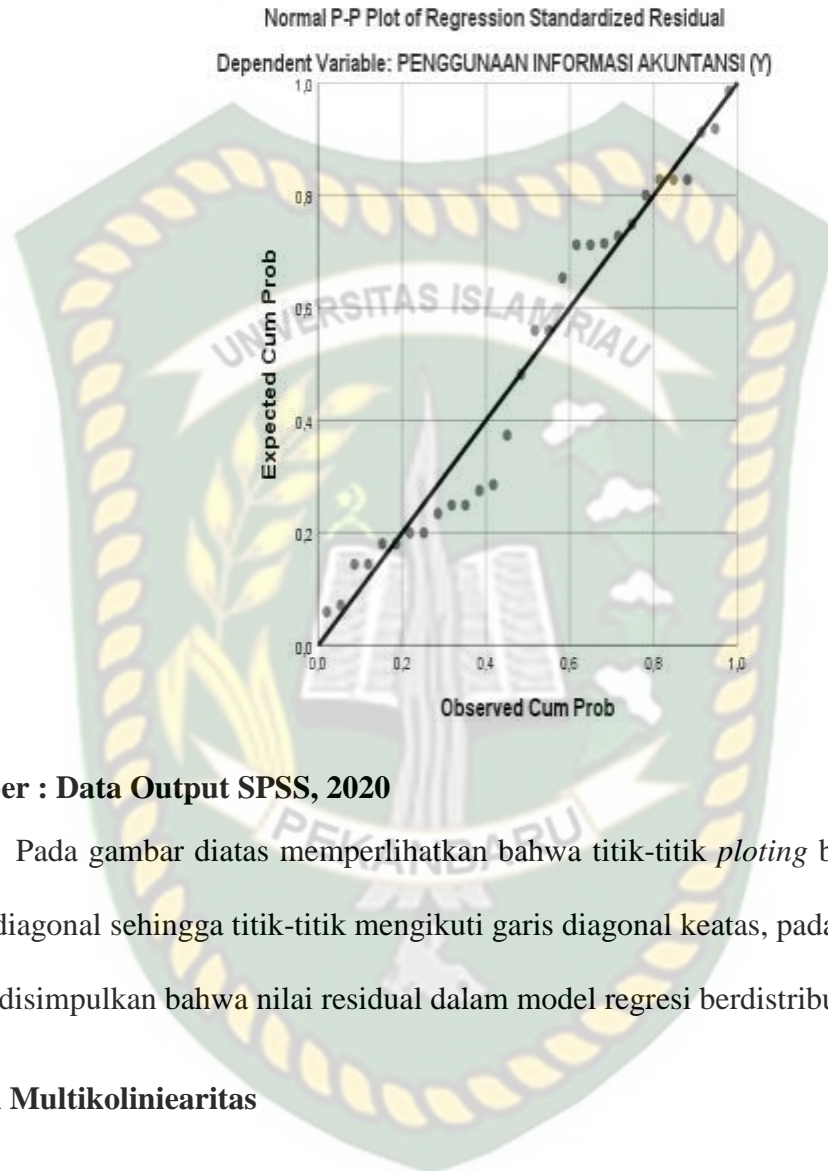 Normal P-P Plot of Regression Standardized Residual
Dependent Variable: PENGGUNAAN INFORMASI AKUNTANSI (Y)
1,0
0,8
0,6
0,4
0,2
0,0
Expected Cum Prob
0,0 0,2 0,4 0,6 0,8 1,0
Observed Cum Prob
UNIVERSITAS ISLAM RIAU
PEKANBARU
er : Data Output SPSS, 2020
Pada gambar diatas memperlihatkan bahwa titik-titik ploting b
diagonal sehingga titik-titik mengikuti garis diagonal keatas, pada
disimpulkan bahwa nilai residual dalam model regresi berdistribu
Multikoliniearitas